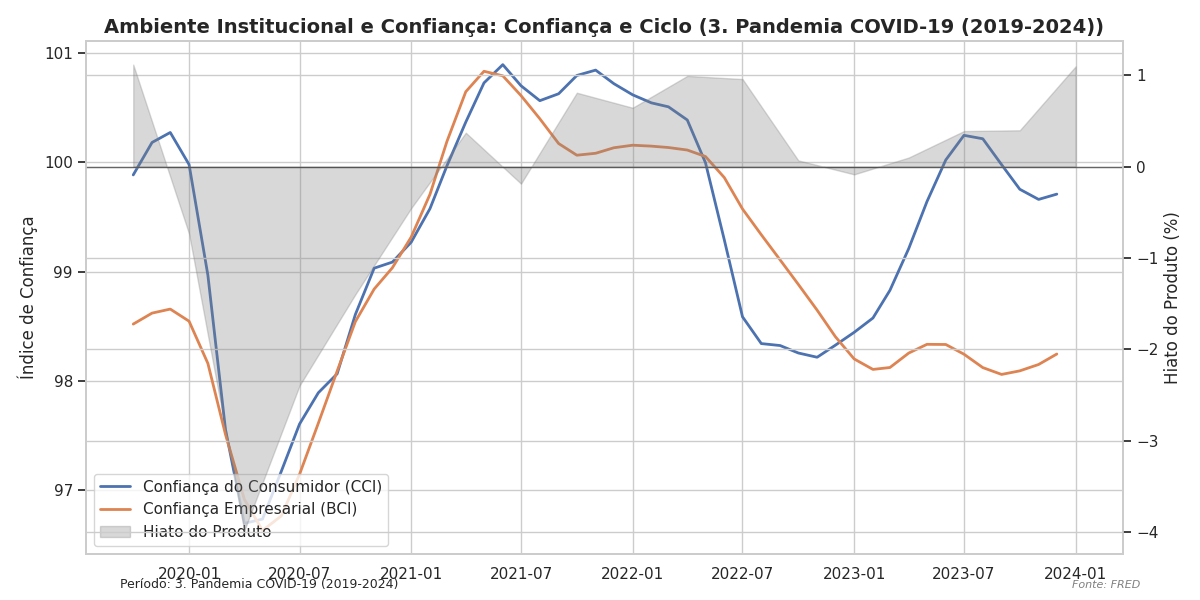 Ambiente Institucional e Confiança: Confiança e Ciclo (3. Pandemia COVID-19 (2019-2024))
Índice de Confiança
101
100
99
98
97
1
0
−1
−2
−3
−4
Hiato do Produto (%)
Confiança do Consumidor (CCI)
Confiança Empresarial (BCI)
Hiato do Produto
2020-01 2020-07 2021-01 2021-07 2022-01 2022-07 2023-01 2023-07 2024-01
Período: 3. Pandemia COVID-19 (2019-2024)
Fonte: FRED